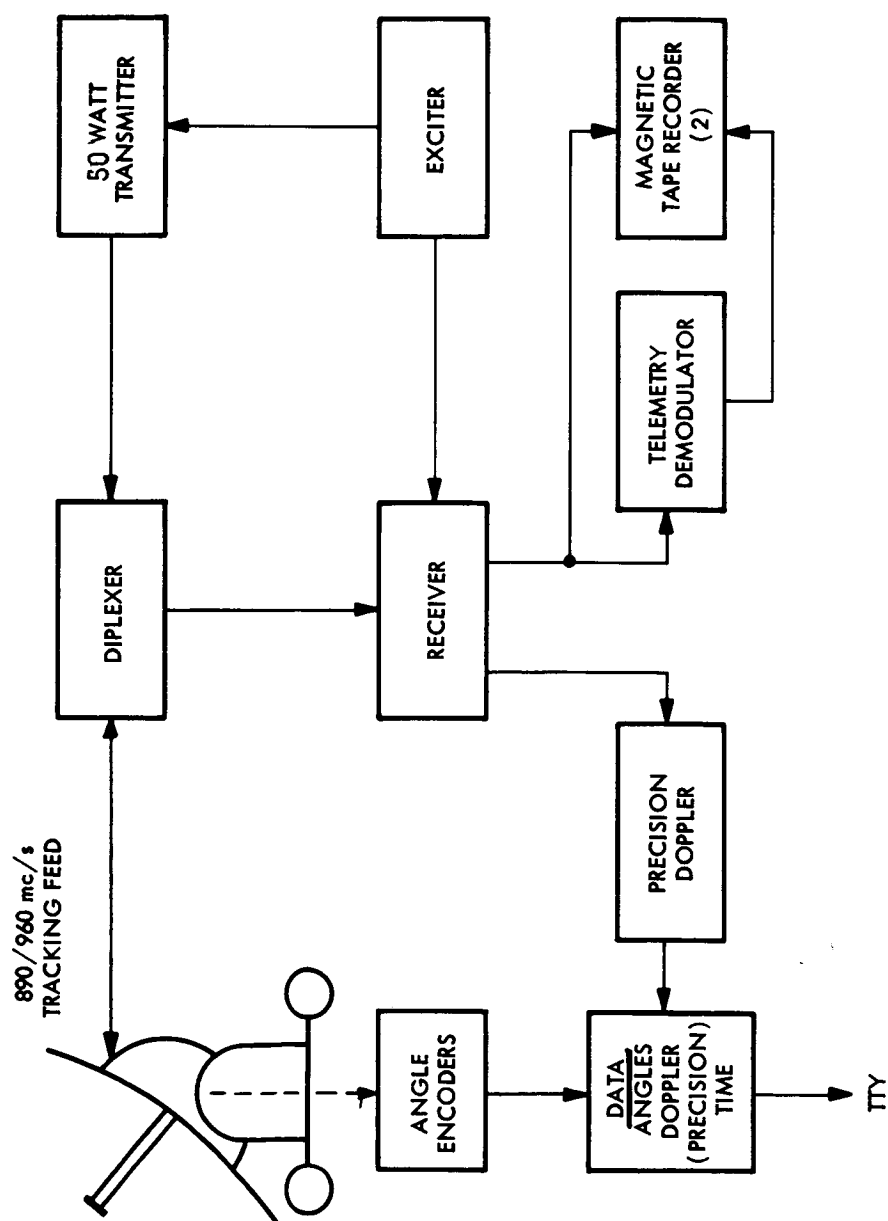 890/960 mc/s
TRACKING FEED
DIPLEXER
50 WATT
TRANSMITTER
ANGLE
ENCODERS
RECEIVER
EXCITER
DATA
ANGLES
DOPPLER
(PRECISION)
TIME
PRECISION
DOPPLER
TELEMETRY
DEMODULATOR
MAGNETIC
TAPE RECORDER
(2)
TTY